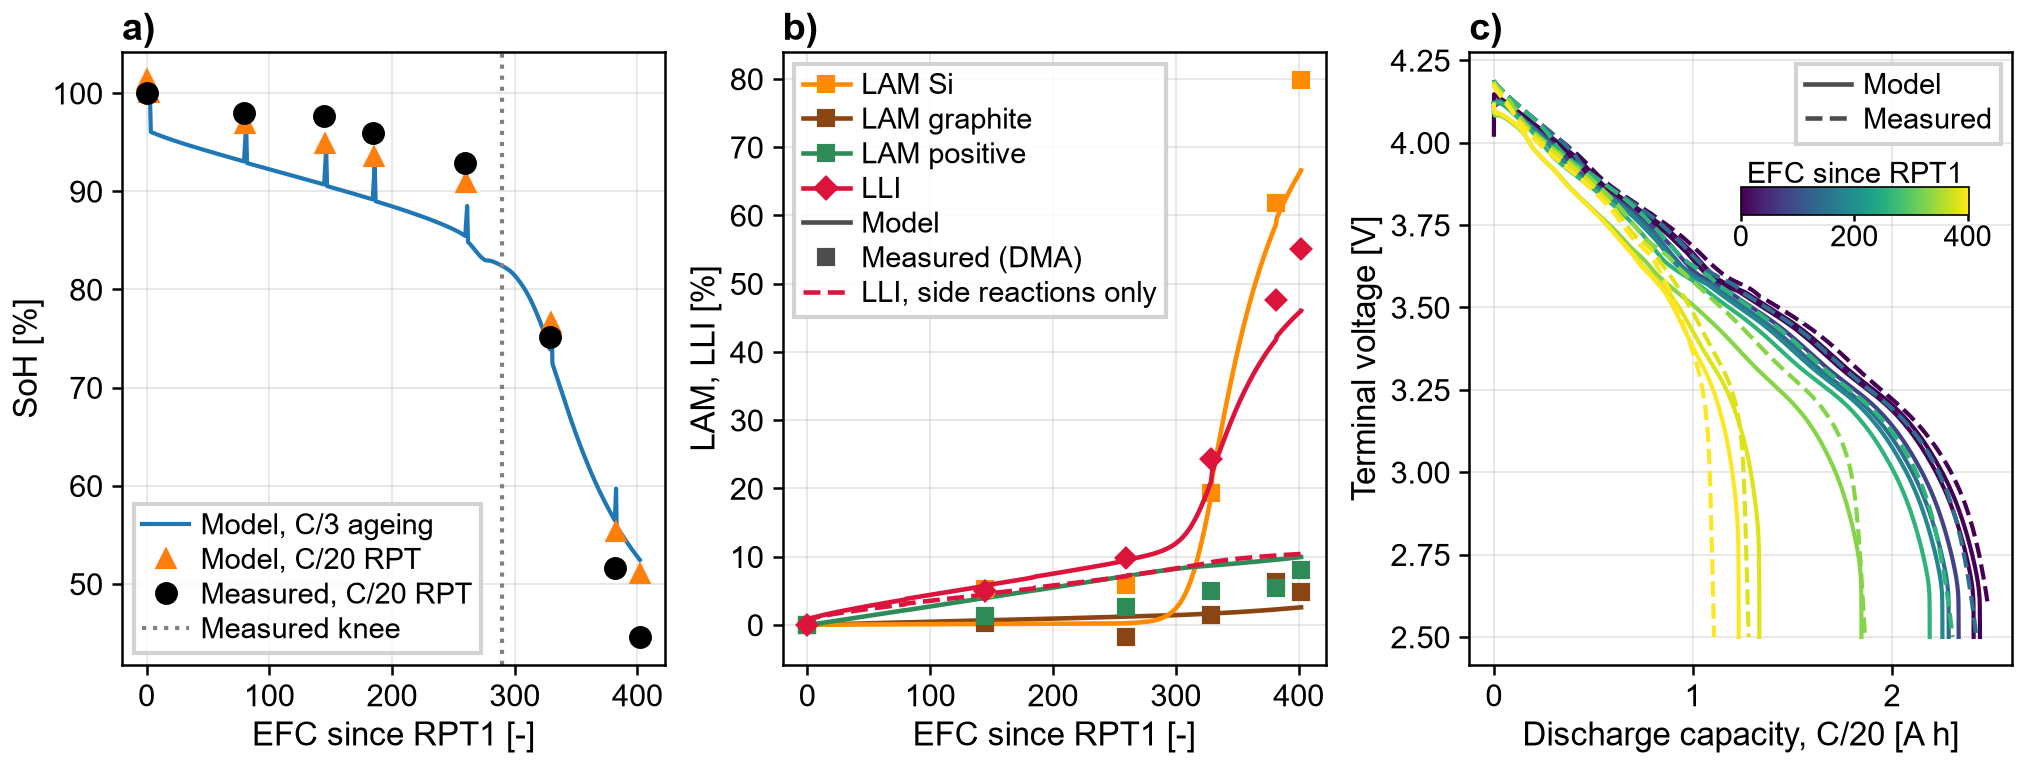 a)
SoH [%]
100
90
80
70
60
50
Model, C/3 ageing
Model, C/20 RPT
Measured, C/20 RPT
Measured knee
0
100
200
300
400
EFC since RPT1 [-]
b)
LAM, LLI [%]
80
70
60
50
40
30
20
10
0
LAM Si
LAM graphite
LAM positive
LLI
Model
Measured (DMA)
LLI, side reactions only
0
100
200
300
400
EFC since RPT1 [-]
c)
Terminal voltage [V]
4.25
4.00
3.75
3.50
3.25
3.00
2.75
2.50
Model
Measured
EFC since RPT1
0
200
400
0
1
2
Discharge capacity, C/20 [A h]